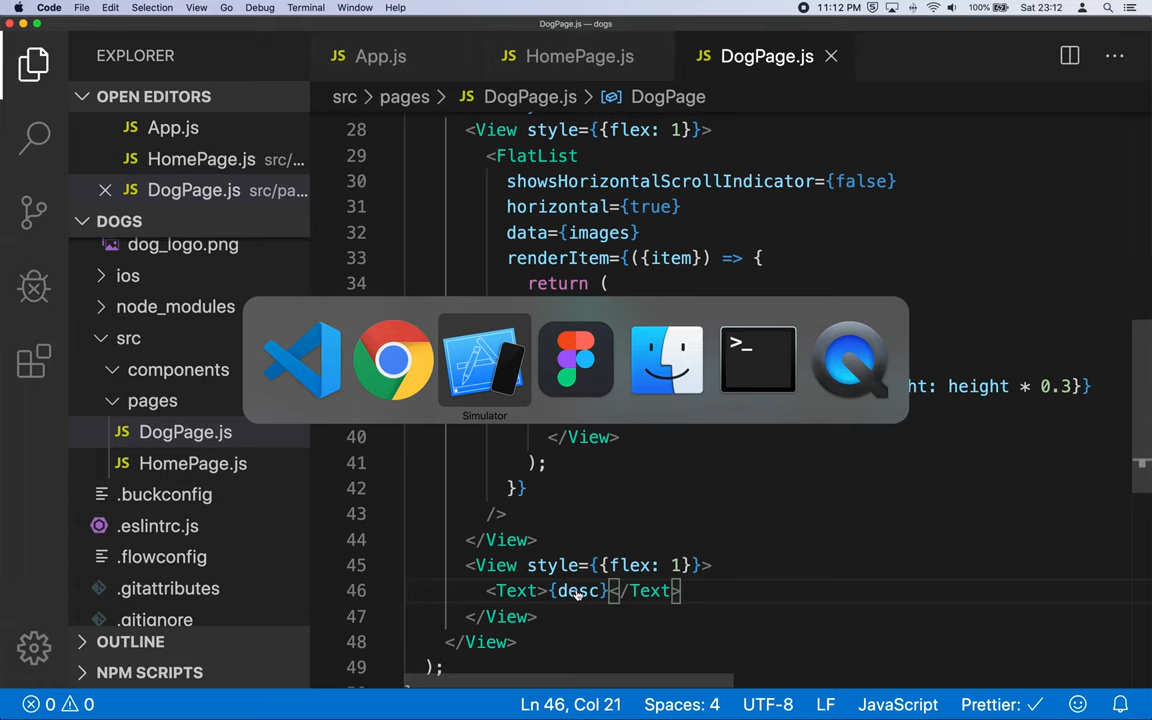 Code File Edit Selection View Go Debug Terminal Window Help 11:12 PM 100% Sat 23:12
DogPage.js — dogs
EXPLORER
JS App.js JS HomePage.js JS DogPage.js
src > pages > JS DogPage.js > DogPage
OPEN EDITORS
JS App.js
JS HomePage.js src/...
JS DogPage.js src/pa...
DOGS
dog_logo.png
ios
node_modules
src
components
pages
JS DogPage.js
JS HomePage.js
.buckconfig
.eslintrc.js
.flowconfig
.gitattributes
.gitignore
OUTLINE
NPM SCRIPTS
28 <View style={{flex: 1}}>
29 <FlatList
30 showsHorizontalScrollIndicator={false}
31 horizontal={true}
32 data={images}
33 renderItem={({item}) => {
34 return (
ht: height * 0.3}}
Simulator
40 </View>
41 );
42 }}
43 />
44 </View>
45 <View style={{flex: 1}}>
46 <Text>{desc}</Text>
47 </View>
48 </View>
49 );
0 0 Ln 46, Col 21 Spaces: 4 UTF-8 LF JavaScript Prettier: ✓